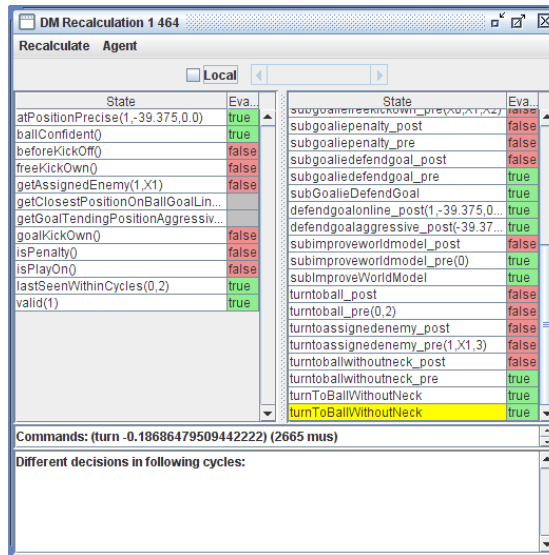 DM Recalculation 1 464
Recalculate Agent
Local
State Eva...
atPositionPrecise(1,-39.375,0.0) true
ballConfident() true
beforeKickOff() false
freeKickOwn() false
getAssignedEnemy(1,X1) false
getClosestPositionOnBallGoalLin...
getGoalTendingPositionAggressiv...
goalKickOwn() false
isPenalty() false
isPlayOn() false
lastSeenWithinCycles(0,2) true
valid(1) true
State Eva...
subgoaliefreekickown_pre(X0,X1,X2) false
subgoaliepenalty_post false
subgoaliepenalty_pre false
subgoaliedefendgoal_post false
subgoaliedefendgoal_pre true
subGoalieDefendGoal true
defendgoalonline_post(1,-39.375,0... true
defendgoalaggressive_post(-39.37... true
subimproveworldmodel_post false
subimproveworldmodel_pre(0) true
subImproveWorldModel true
turntoball_post false
turntoball_pre(0,2) false
turntoassignedenemy_post false
turntoassignedenemy_pre(1,X1,3) false
turntoballwithoutneck_post false
turntoballwithoutneck_pre true
turnToBallWithoutNeck true
turnToBallWithoutNeck true
Commands: (turn -0.18686479509442222) (2665 mus)
Different decisions in following cycles: